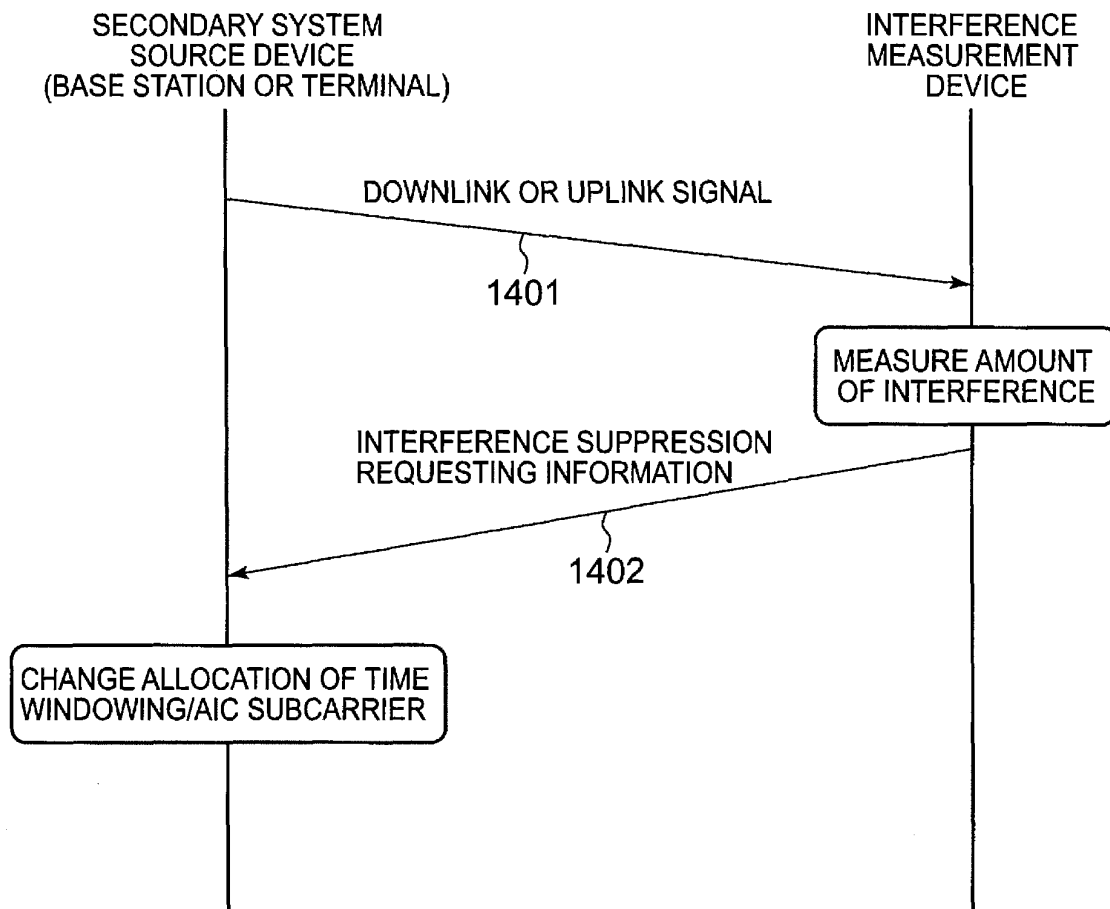 SECONDARY SYSTEM
SOURCE DEVICE
(BASE STATION OR TERMINAL)
INTERFERENCE
MEASUREMENT
DEVICE
DOWNLINK OR UPLINK SIGNAL
1401
MEASURE AMOUNT
OF INTERFERENCE
INTERFERENCE SUPPRESSION
REQUESTING INFORMATION
1402
CHANGE ALLOCATION OF TIME
WINDOWING/AIC SUBCARRIER